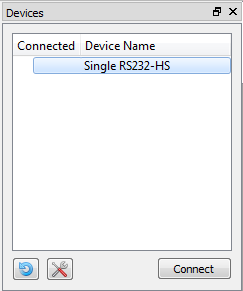 Devices
Connected Device Name
Single RS232-HS
Connect